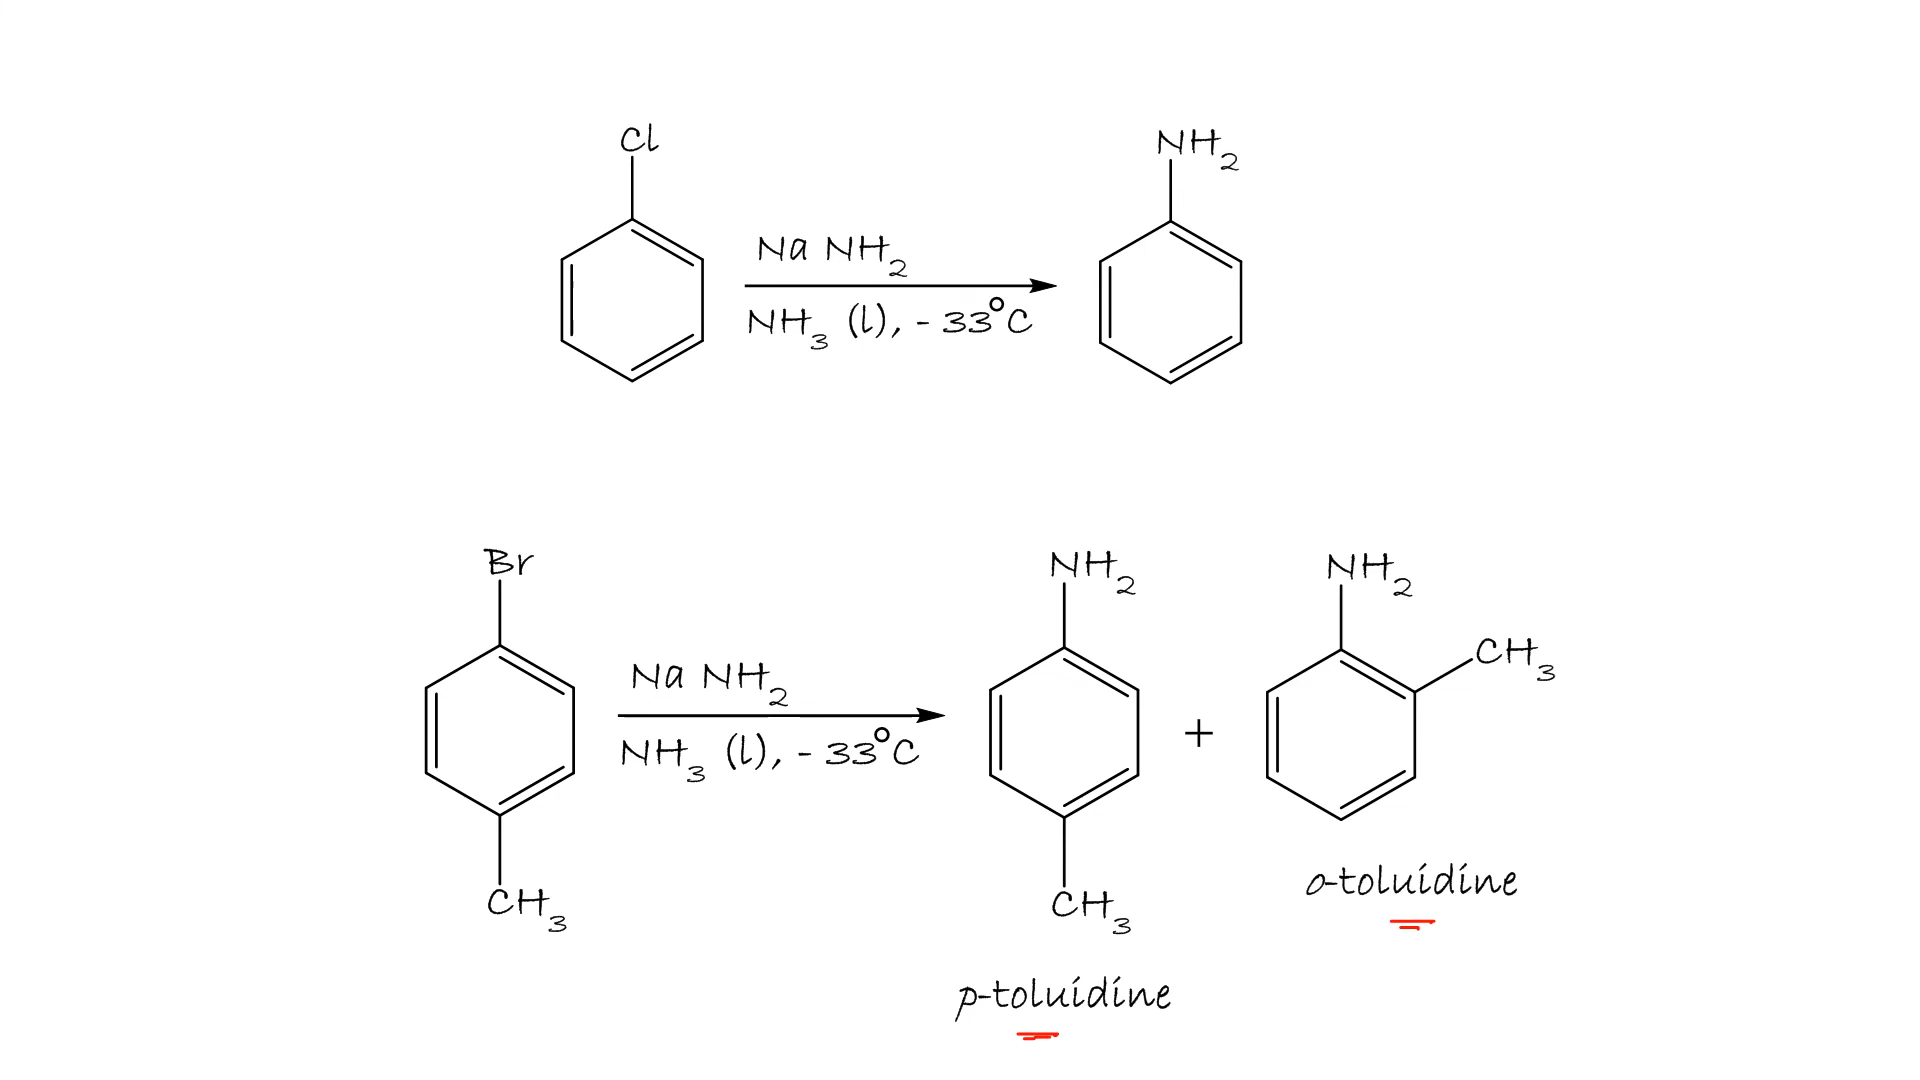 Cl
NH2
Na NH2
NH3 (l), - 33°C
Br
NH2
NH2
CH3
Na NH2
NH3 (l), - 33°C
+
CH3
CH3
o-toluidine
p-toluidine